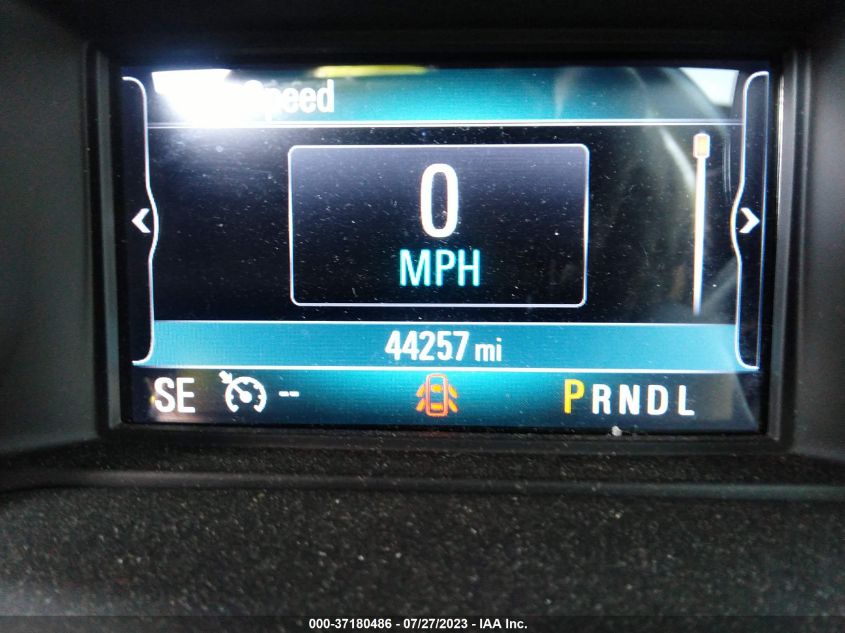 Speed
0
MPH
44257 mi
SE --
PRNDL
000-37180486 - 07/27/2023 - IAA Inc.